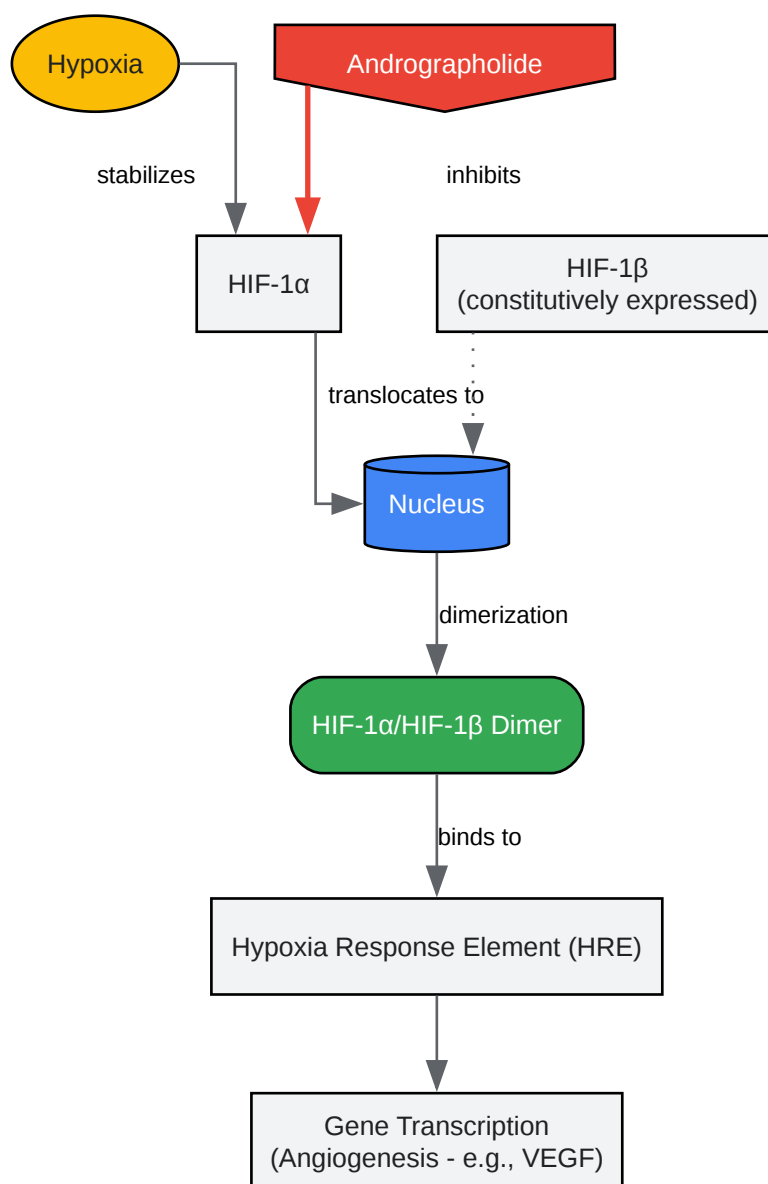 Hypoxia
Andrographolide
stabilizes
inhibits
HIF-1α
HIF-1β
(constitutively expressed)
translocates to
Nucleus
dimerization
HIF-1α/HIF-1β Dimer
binds to
Hypoxia Response Element (HRE)
Gene Transcription
(Angiogenesis - e.g., VEGF)